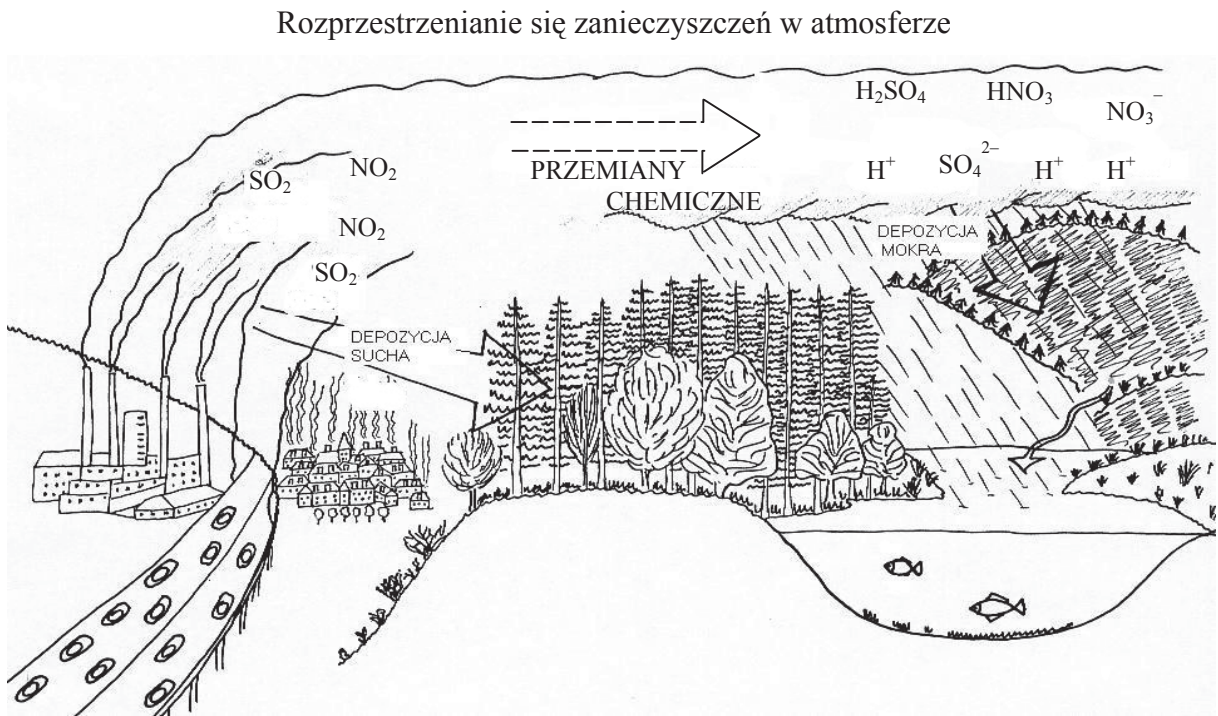 Rozprzestrzenianie się zanieczyszczeń w atmosferze
H₂SO₄ HNO₃ NO₃⁻
SO₂ NO₂ PRZEMIANY CHEMICZNE H⁺ SO₄²⁻ H⁺ H⁺
NO₂
SO₂
DEPOZYCJA
MOKRA
DEPOZYCJA
SUCHA